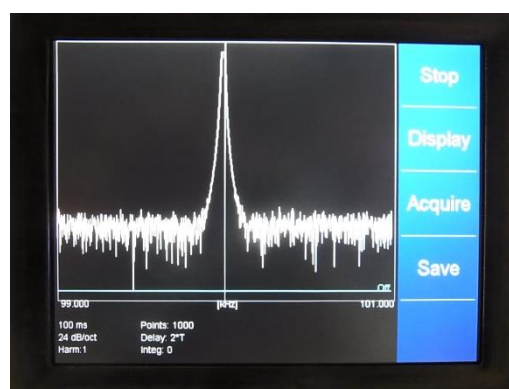 Stop
Display
Acquire
Save
Off
99.000 [kHz] 101.000
100 ms Points: 1000
24 dB/oct Delay: 2*T
Harm:1 Integ: 0